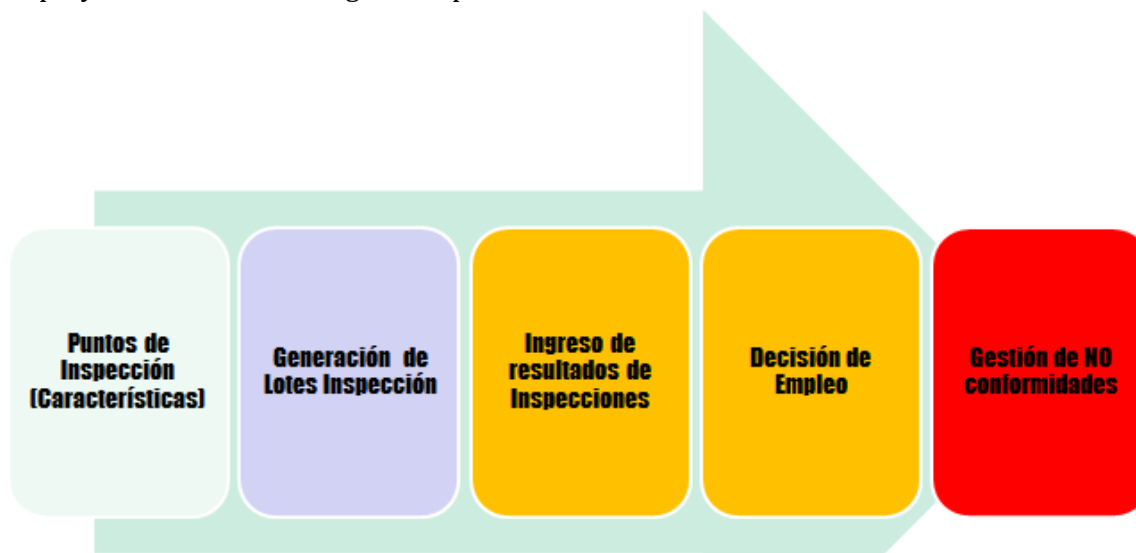 Puntos de
Inspección
(Características)
Generación de
Lotes Inspección
Ingreso de
resultados de
Inspecciones
Decisión de
Empleo
Gestión de NO
conformidades